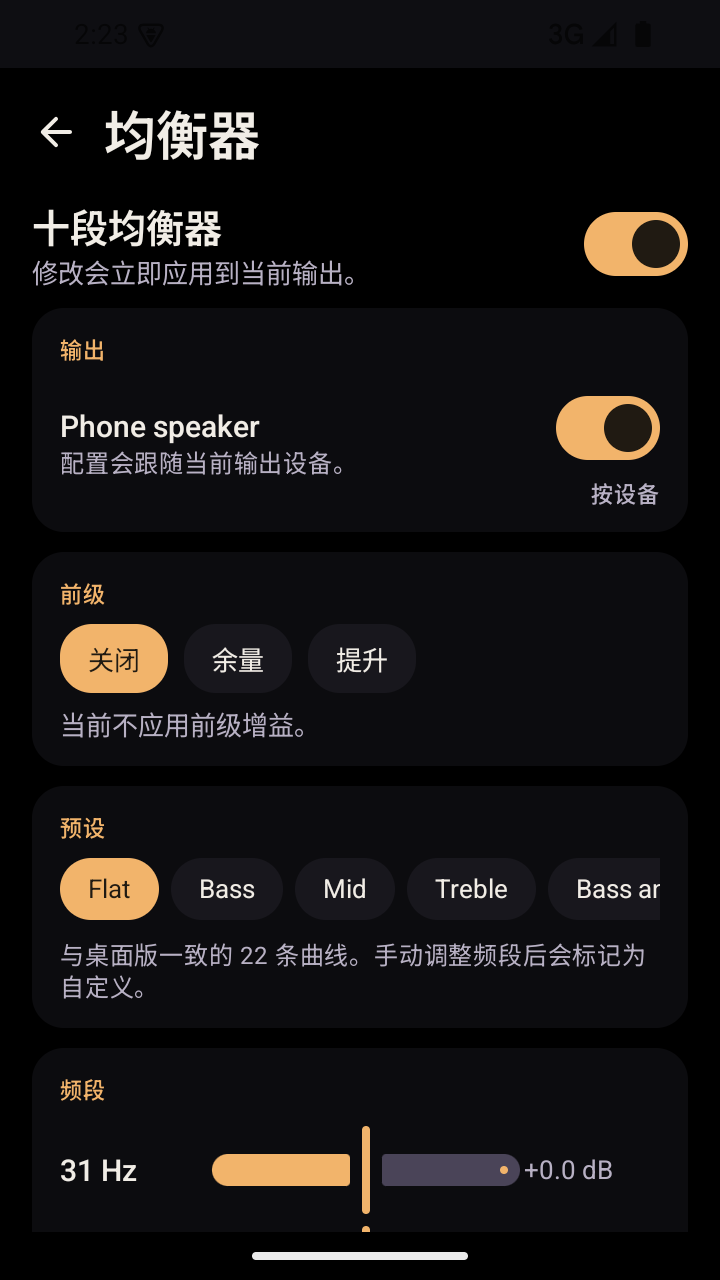 2:23
3G
均衡器
十段均衡器
修改会立即应用到当前输出。
输出
Phone speaker
配置会跟随当前输出设备。
按设备
前级
关闭
余量
提升
当前不应用前级增益。
预设
Flat
Bass
Mid
Treble
Bass ar
与桌面版一致的 22 条曲线。手动调整频段后会标记为
自定义。
频段
31 Hz
+0.0 dB